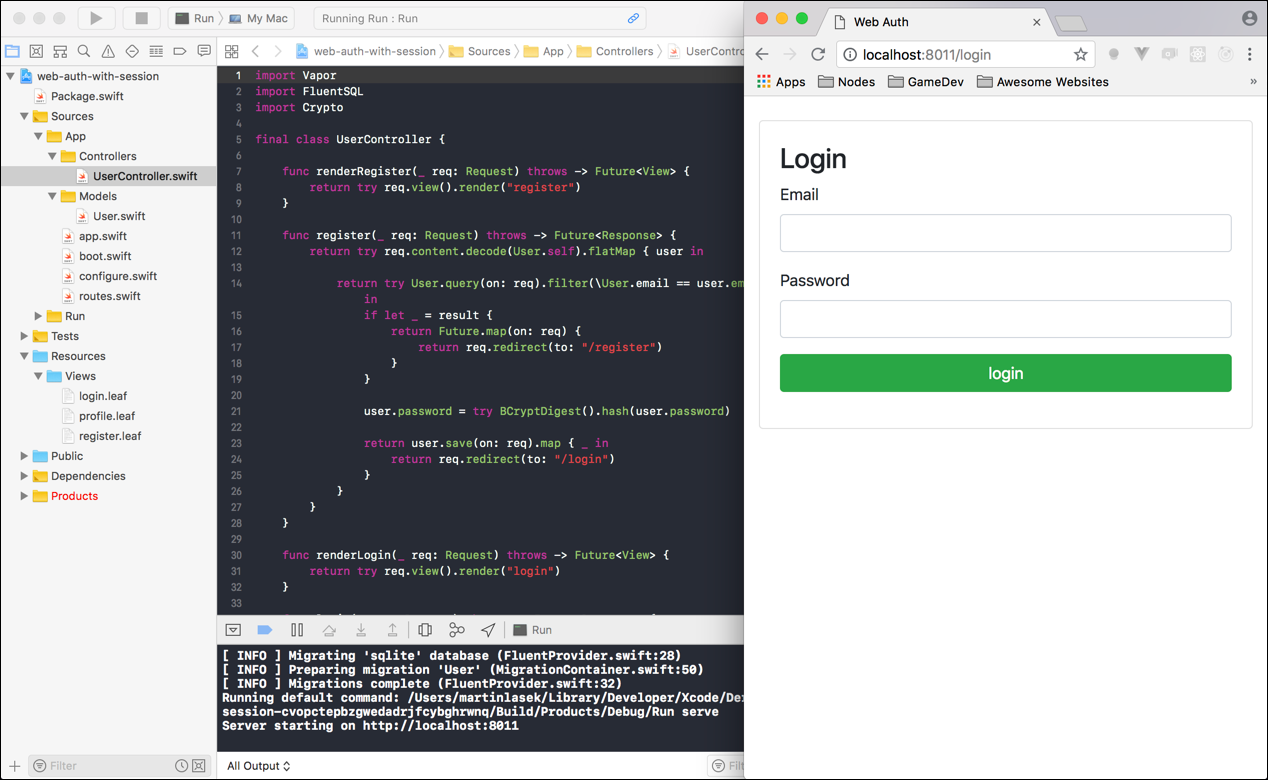 Run
My Mac
Running Run : Run
web-auth-with-session
Sources
App
Controllers
web-auth-with-session
Package.swift
Sources
App
Controllers
UserController.swift
Models
User.swift
app.swift
boot.swift
configure.swift
routes.swift
Run
Tests
Resources
Views
login.leaf
profile.leaf
register.leaf
Public
Dependencies
Products
Filter
1 import Vapor
2 import FluentSQL
3 import Crypto
4
5 final class UserController {
6
7 func renderRegister(_ req: Request) throws -> Future<View> {
8 return try req.view().render("register")
9 }
10
11 func register(_ req: Request) throws -> Future<Response> {
12 return try req.content.decode(User.self).flatMap { user in
13
14 return try User.query(on: req).filter(\User.email == user.em
in
15 if let _ = result {
16 return Future.map(on: req) {
17 return req.redirect(to: "/register")
18 }
19 }
20
21 user.password = try BCryptDigest().hash(user.password)
22
23 return user.save(on: req).map { _ in
24 return req.redirect(to: "/login")
25 }
26 }
27 }
28 }
29
30 func renderLogin(_ req: Request) throws -> Future<View> {
31 return try req.view().render("login")
32 }
33
Run
[ INFO ] Migrating 'sqlite' database (FluentProvider.swift:28)
[ INFO ] Preparing migration 'User' (MigrationContainer.swift:50)
[ INFO ] Migrations complete (FluentProvider.swift:32)
Running default command: /Users/martinlasek/Library/Developer/Xcode/De
session-cvopctepbzgwedadrjfcybghrwnq/Build/Products/Debug/Run serve
Server starting on http://localhost:8011
All Output
Web Auth
localhost:8011/login
Apps
Nodes
GameDev
Awesome Websites
»
Login
Email
Password
login